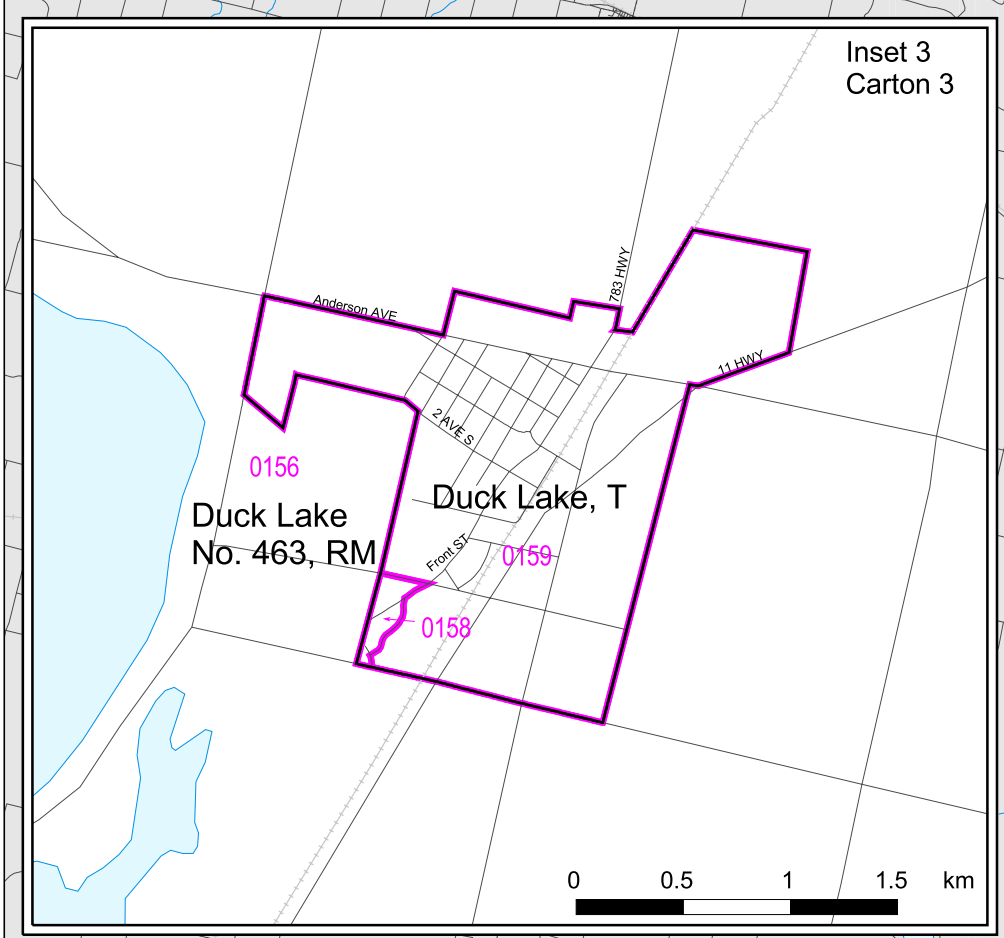 Inset 3
Carton 3
783 HWY
Anderson AVE
11 HWY
2 AVE S
0156
Duck Lake, T
Duck Lake
No. 463, RM
Front ST
0159
0158
0 0.5 1 1.5 km